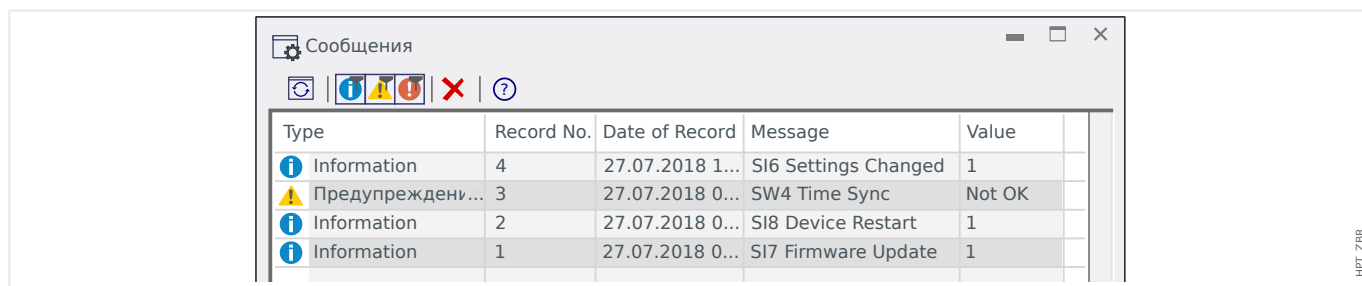 Сообщения
Type Record No. Date of Record Message Value
Information 4 27.07.2018 1... SI6 Settings Changed 1
Предупреждени... 3 27.07.2018 0... SW4 Time Sync Not OK
Information 2 27.07.2018 0... SI8 Device Restart 1
Information 1 27.07.2018 0... SI7 Firmware Update 1